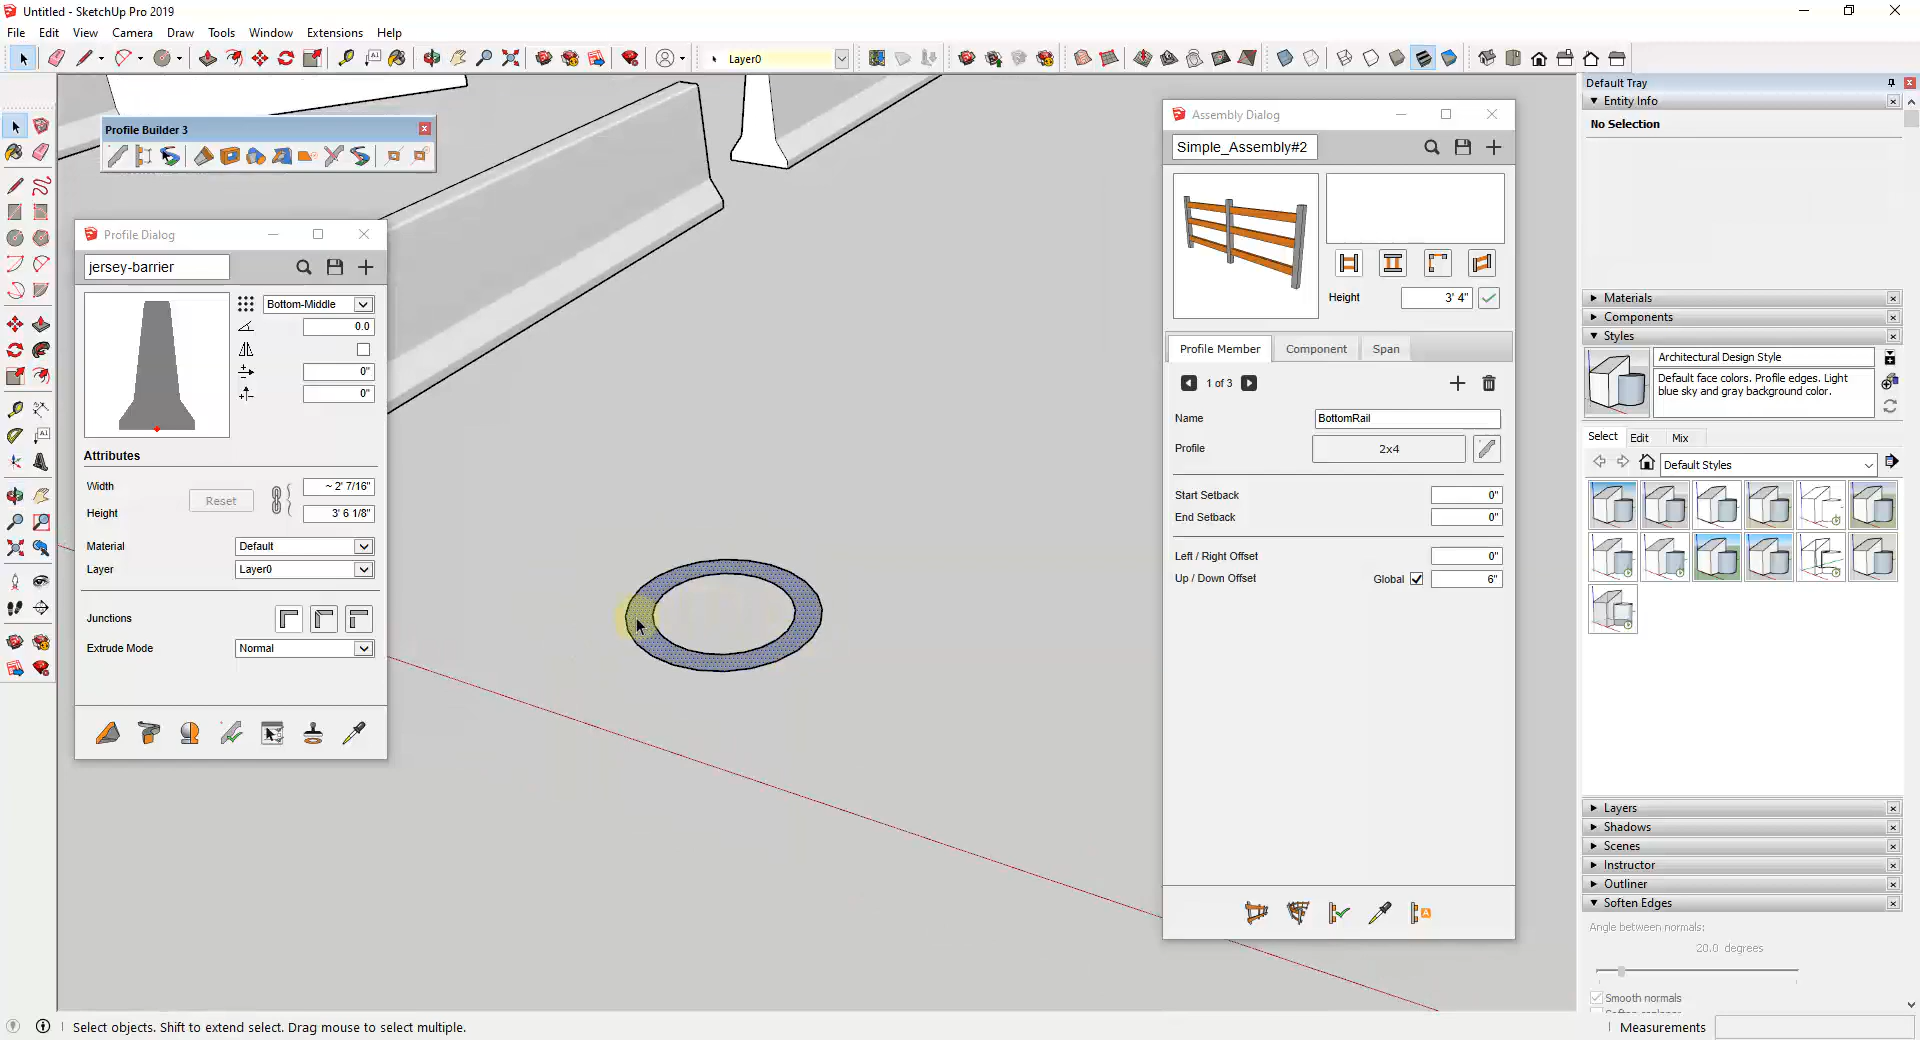 Untitled - SketchUp Pro 2019
File Edit View Camera Draw Tools Window Extensions Help
Layer0
Default Tray
Entity Info
No Selection
Profile Builder 3
Assembly Dialog
Simple_Assembly#2
Height 3' 4"
Profile Member Component Span
1 of 3
Name BottomRail
Profile 2x4
Start Setback 0"
End Setback 0"
Left / Right Offset 0"
Up / Down Offset Global 6"
Profile Dialog
jersey-barrier
Bottom-Middle
0.0
0"
0"
Attributes
Width ~ 2' 7/16"
Reset
Height 3' 6 1/8"
Material Default
Layer Layer0
Junctions
Extrude Mode Normal
Materials
Components
Styles
Architectural Design Style
Default face colors. Profile edges. Light
blue sky and gray background color.
Select Edit Mix
Default Styles
Layers
Shadows
Scenes
Instructor
Outliner
Soften Edges
Angle between normals:
20.0 degrees
Smooth normals
Select objects. Shift to extend select. Drag mouse to select multiple.
Measurements